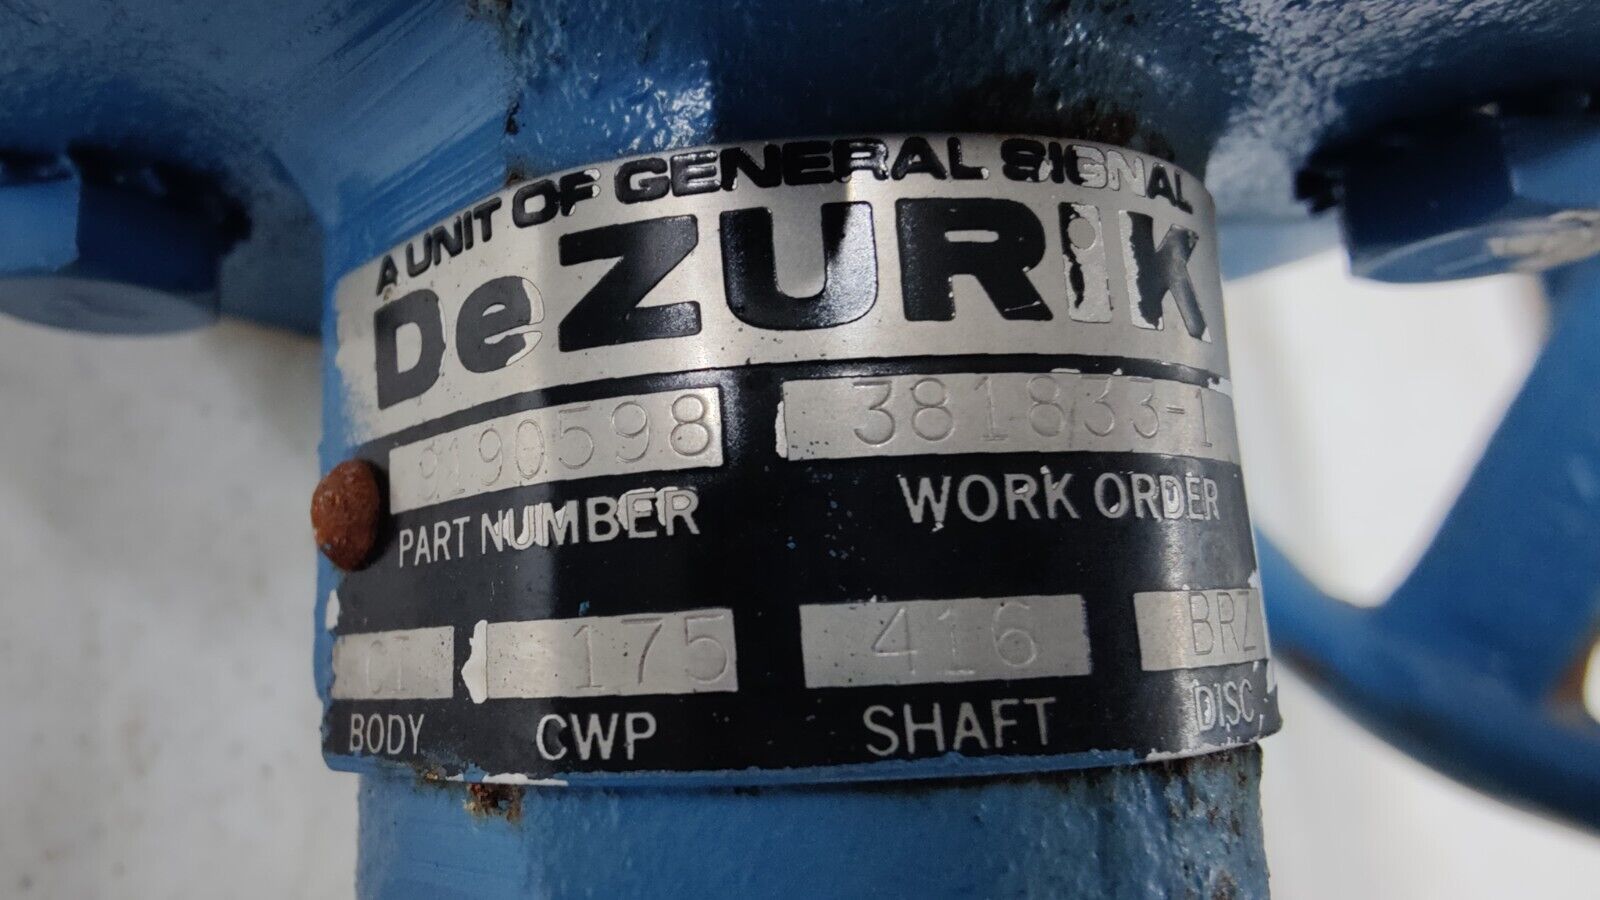 A UNIT OF GENERAL SIGNAL
DeZURIK
9190598 381833-1
PART NUMBER WORK ORDER
CI 175 416 BRZ
BODY CWP SHAFT DISC